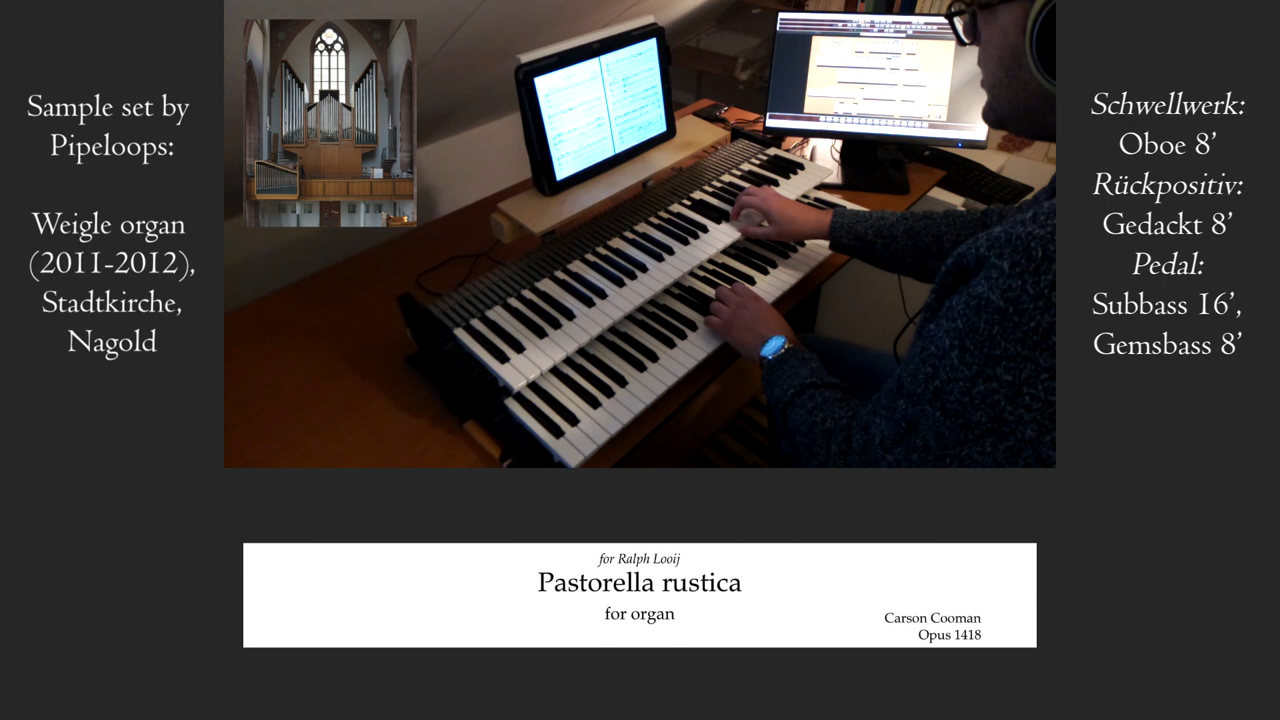 Sample set by
Pipeloops:
Weigle organ
(2011-2012),
Stadtkirche,
Nagold
Schwellwerk:
Oboe 8’
Rückpositiv:
Gedackt 8’
Pedal:
Subbass 16’,
Gemsbass 8’
for Ralph Looij
Pastorella rustica
for organ
Carson Cooman
Opus 1418